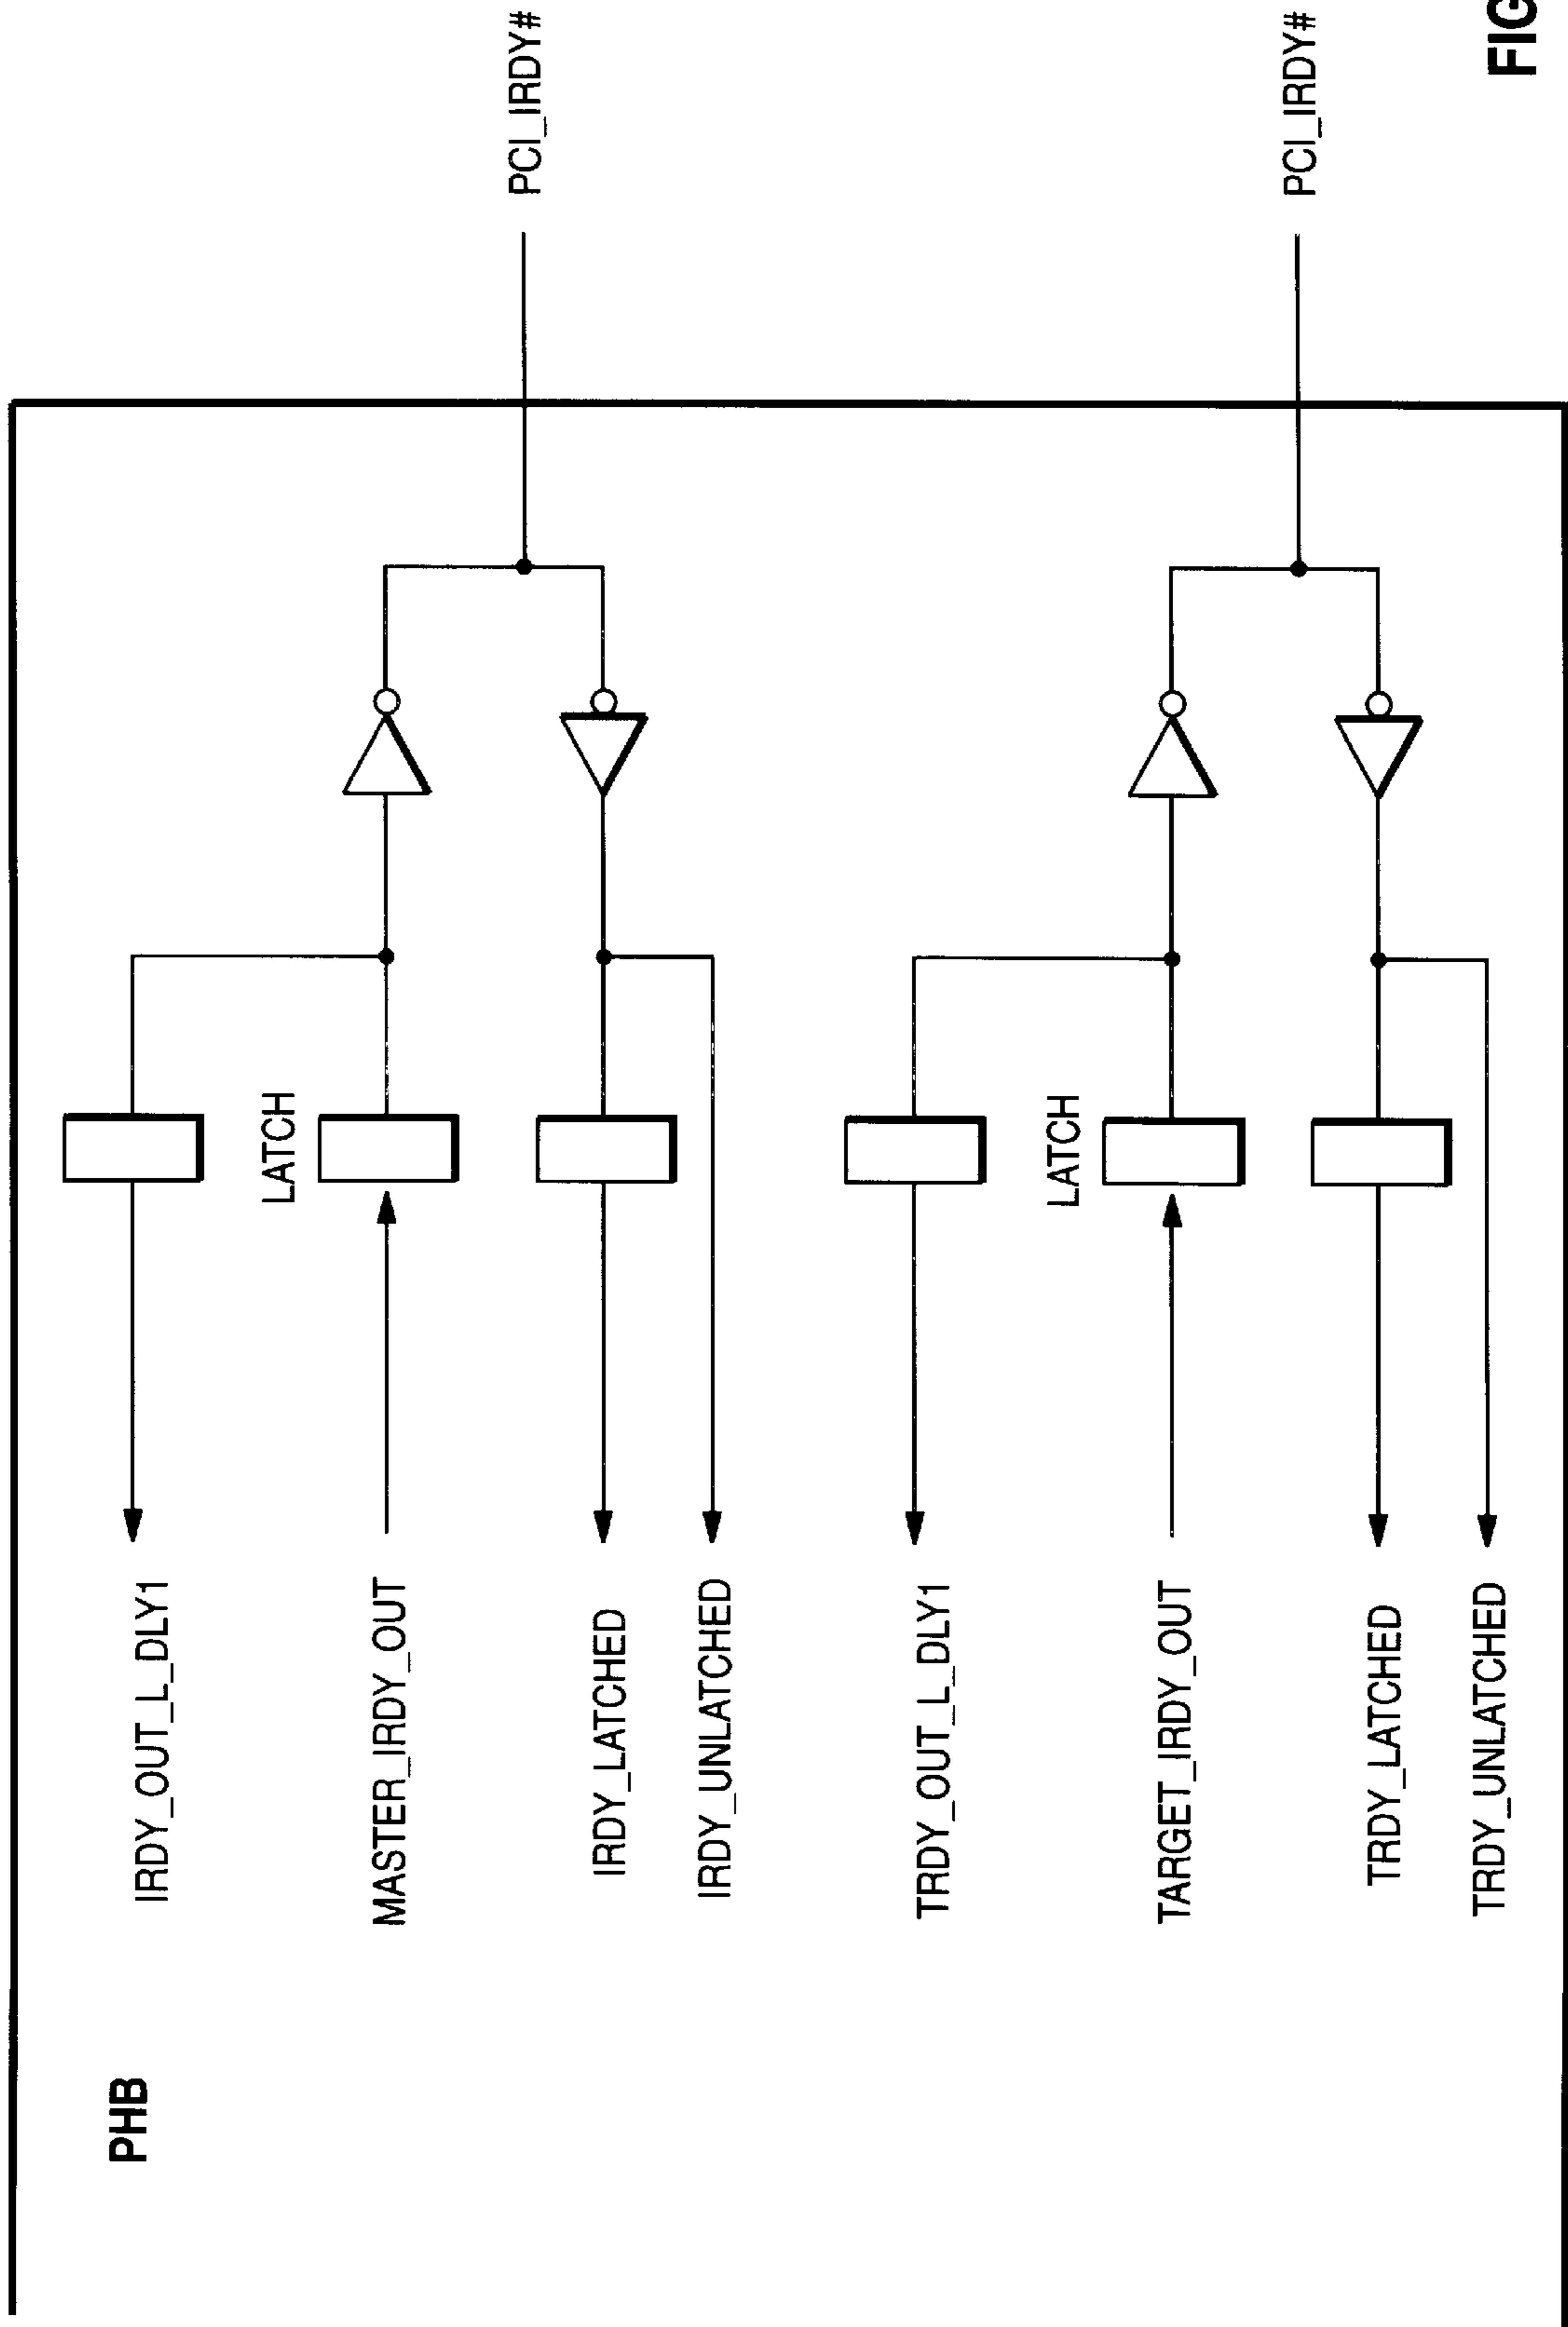 PHB
IRDY_OUT_L_DLY1
LATCH
MASTER_IRDY_OUT
PCI_IRDY#
IRDY_LATCHED
IRDY_UNLATCHED
TRDY_OUT_L_DLY1
LATCH
TARGET_IRDY_OUT
PCI_IRDY#
TRDY_LATCHED
TRDY_UNLATCHED
FIG